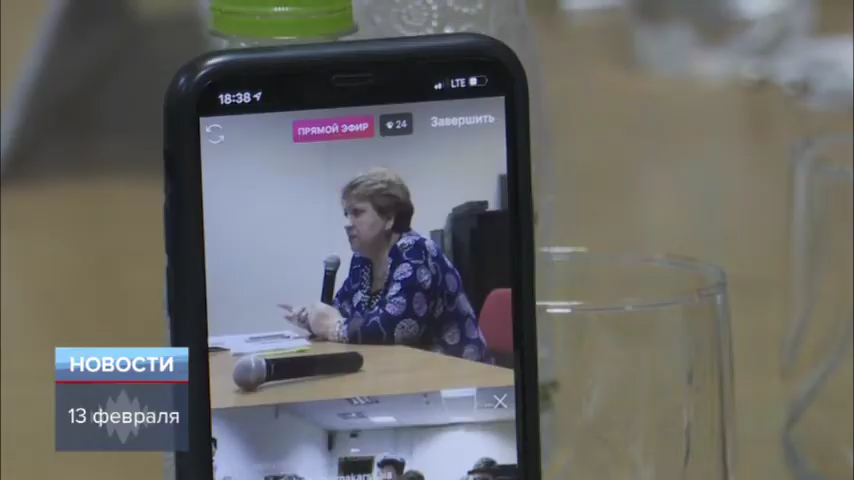 18:38
LTE
ПРЯМОЙ ЭФИР
24
Завершить
НОВОСТИ
13 февраля